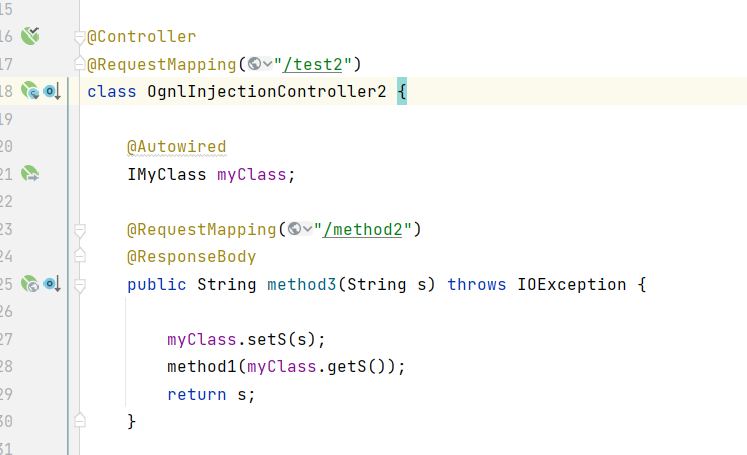 15
16 @Controller
17 @RequestMapping("/test2")
18 class OgnlInjectionController2 {
19
20     @Autowired
21     IMyClass myClass;
22
23     @RequestMapping("/method2")
24     @ResponseBody
25     public String method3(String s) throws IOException {
26
27         myClass.setS(s);
28         method1(myClass.getS());
29         return s;
30     }
31